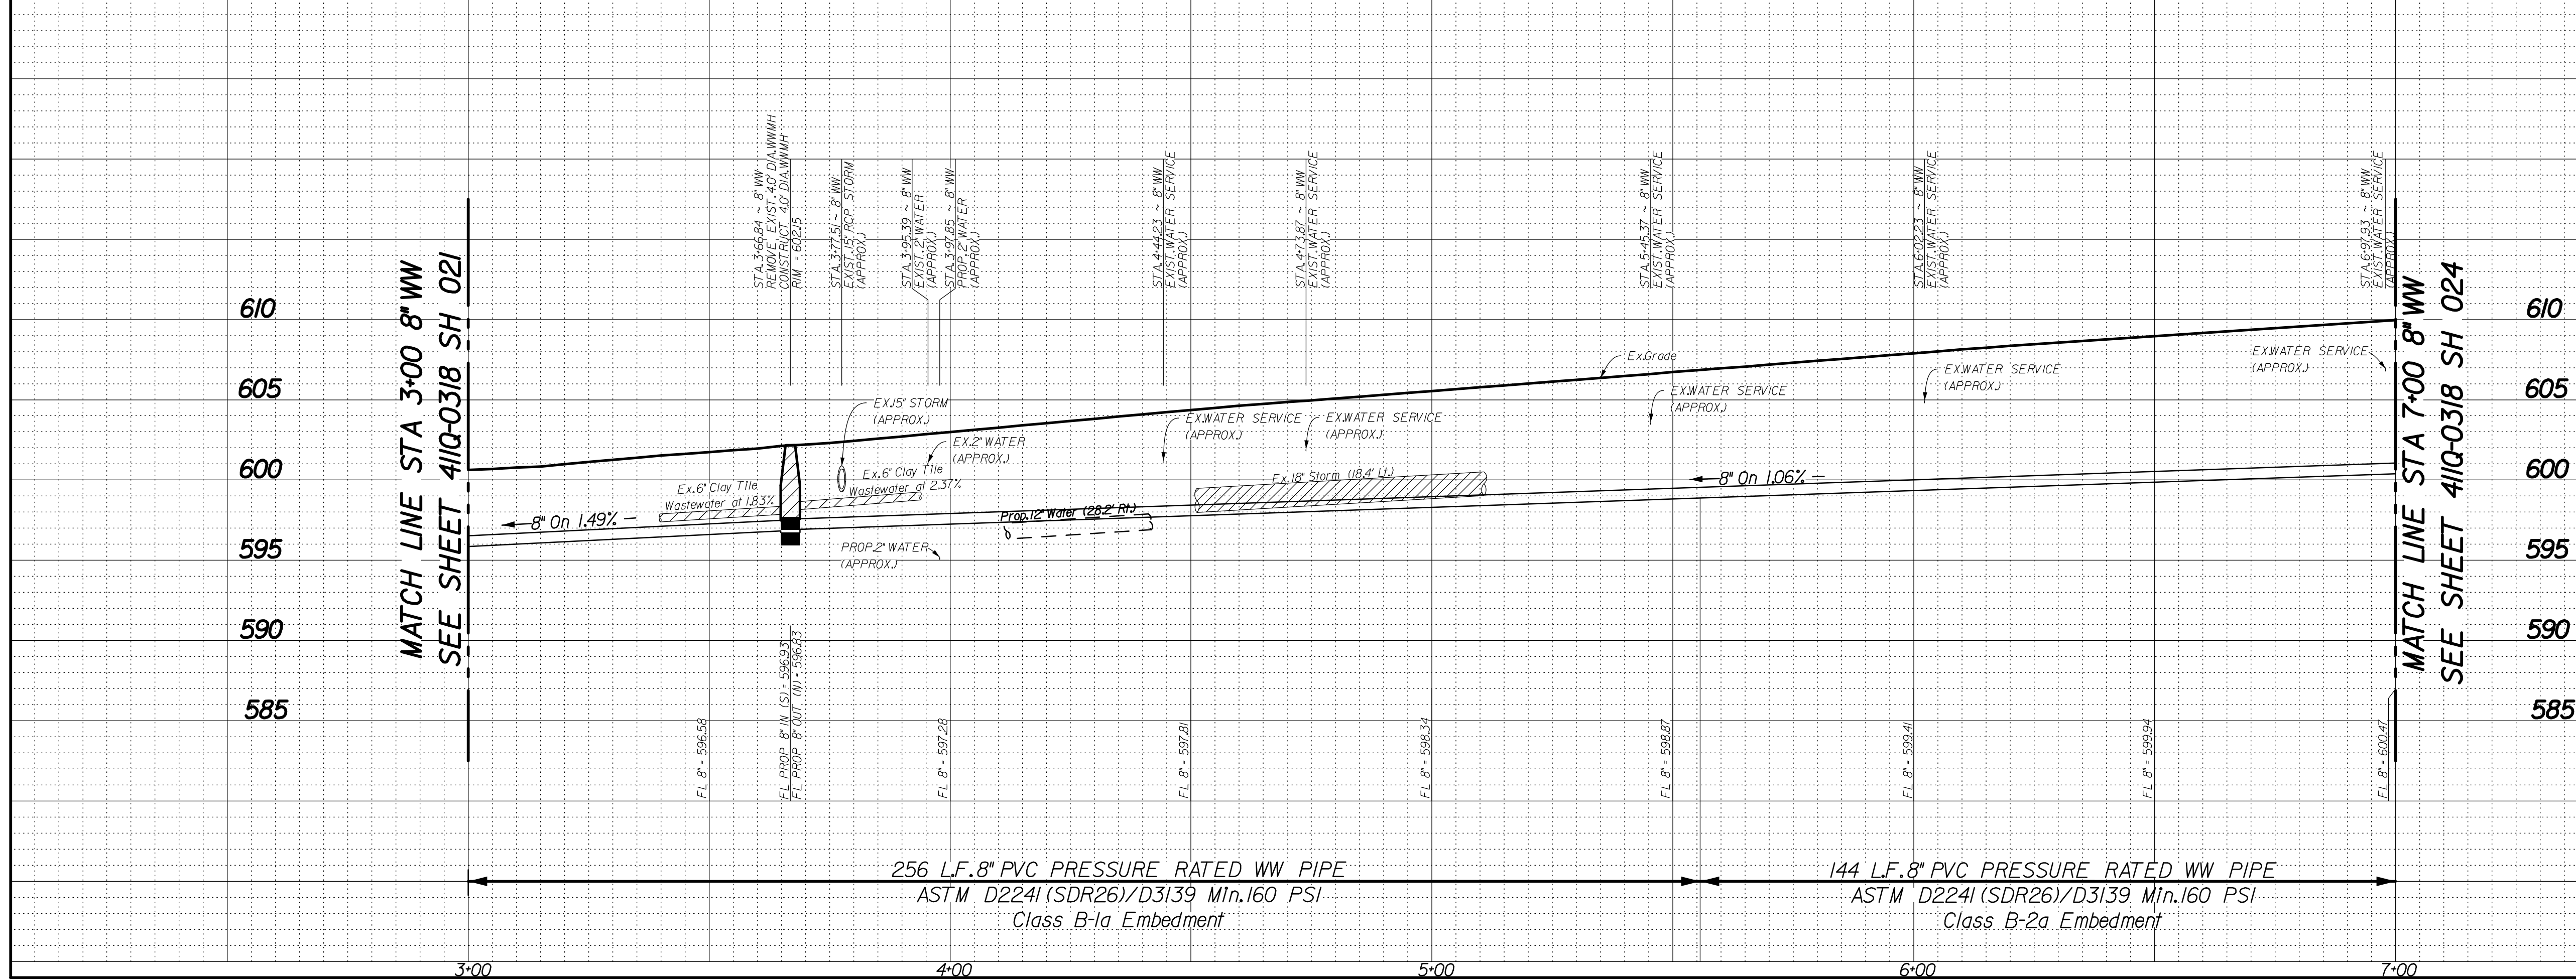 STA. 3+66.84 ~ 8" WW
REMOVE EXIST. 4.0' DIA. WWMH
CONSTRUCT 4.0' DIA. WWMH
RIM = 602.15
STA. 3+77.51 ~ 8" WW
EXIST. 15" RCP STORM
(APPROX.)
STA. 3+95.39 ~ 8" WW
EXIST. 2" WATER
(APPROX.)
STA. 3+97.85 ~ 8" WW
PROP. 2" WATER
(APPROX.)
STA. 4+44.23 ~ 8" WW
EXIST. WATER SERVICE
(APPROX.)
STA. 4+73.87 ~ 8" WW
EXIST. WATER SERVICE
(APPROX.)
STA. 5+45.37 ~ 8" WW
EXIST. WATER SERVICE
(APPROX.)
STA. 6+02.23 ~ 8" WW
EXIST. WATER SERVICE
(APPROX.)
STA. 6+97.93 ~ 8" WW
EXIST. WATER SERVICE
(APPROX.)
610
605
600
595
590
585
MATCH LINE STA 3+00 8" WW
SEE SHEET 411Q-0318 SH 021
8" On 1.49%
Ex. 6" Clay Tile
Wastewater at 1.83%
EX. 15" STORM
(APPROX.)
Ex. 6" Clay Tile
Wastewater at 2.37%
EX. 2" WATER
(APPROX.)
PROP. 2" WATER
(APPROX.)
Prop. 12" Water (28.2' Rt.)
EX. WATER SERVICE
(APPROX.)
EX. WATER SERVICE
(APPROX.)
Ex. 18" Storm (18.4' Lt.)
Ex. Grade
EX. WATER SERVICE
(APPROX.)
8" On 1.06%
EX. WATER SERVICE
(APPROX.)
EX. WATER SERVICE
(APPROX.)
MATCH LINE STA 7+00 8" WW
SEE SHEET 411Q-0318 SH 024
610
605
600
595
590
585
FL 8" = 596.58
FL PROP 8" IN (S) = 596.93
FL PROP 8" OUT (N) = 596.83
FL 8" = 597.28
FL 8" = 597.81
FL 8" = 598.34
FL 8" = 598.87
FL 8" = 599.41
FL 8" = 599.94
FL 8" = 600.47
256 L.F. 8" PVC PRESSURE RATED WW PIPE
ASTM D2241 (SDR26)/D3139 Min. 160 PSI
Class B-1a Embedment
144 L.F. 8" PVC PRESSURE RATED WW PIPE
ASTM D2241 (SDR26)/D3139 Min. 160 PSI
Class B-2a Embedment
3+00
4+00
5+00
6+00
7+00